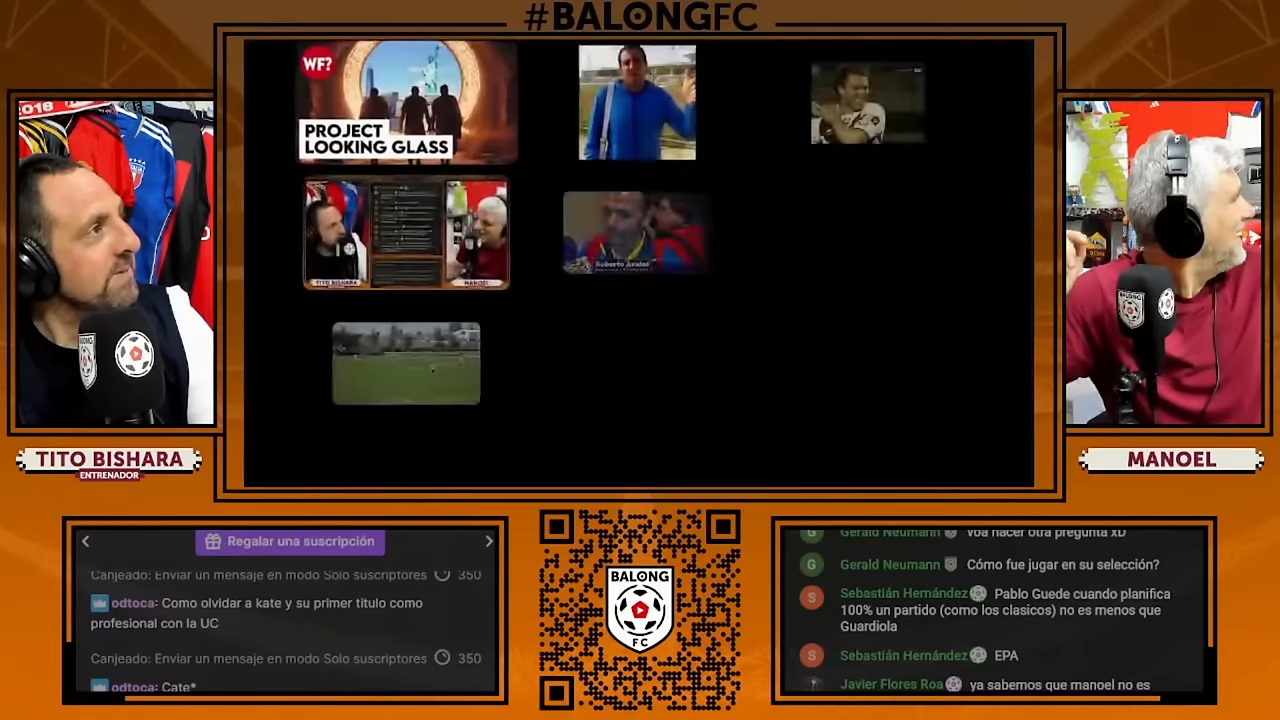 #BALONGFC
2018
WF?
PROJECT
LOOKING GLASS
ITALIA
TITO BISHARA
MANOEL
Roberto Avalos
BALONG
BALONG
TITO BISHARA
ENTRENADOR
MANOEL
Regalar una suscripción
Canjeado: Enviar un mensaje en modo Solo suscriptores 350
odtoca: Como olvidar a kate y su primer titulo como
profesional con la UC
Canjeado: Enviar un mensaje en modo Solo suscriptores 350
odtoca: Cate*
BALONG
FC
G Gerald Neumann voa hacer otra pregunta xD
G Gerald Neumann Cómo fue jugar en su selección?
S Sebastián Hernández Pablo Guede cuando planifica
100% un partido (como los clasicos) no es menos que
Guardiola
S Sebastián Hernández EPA
Javier Flores Roa ya sabemos que manoel no es